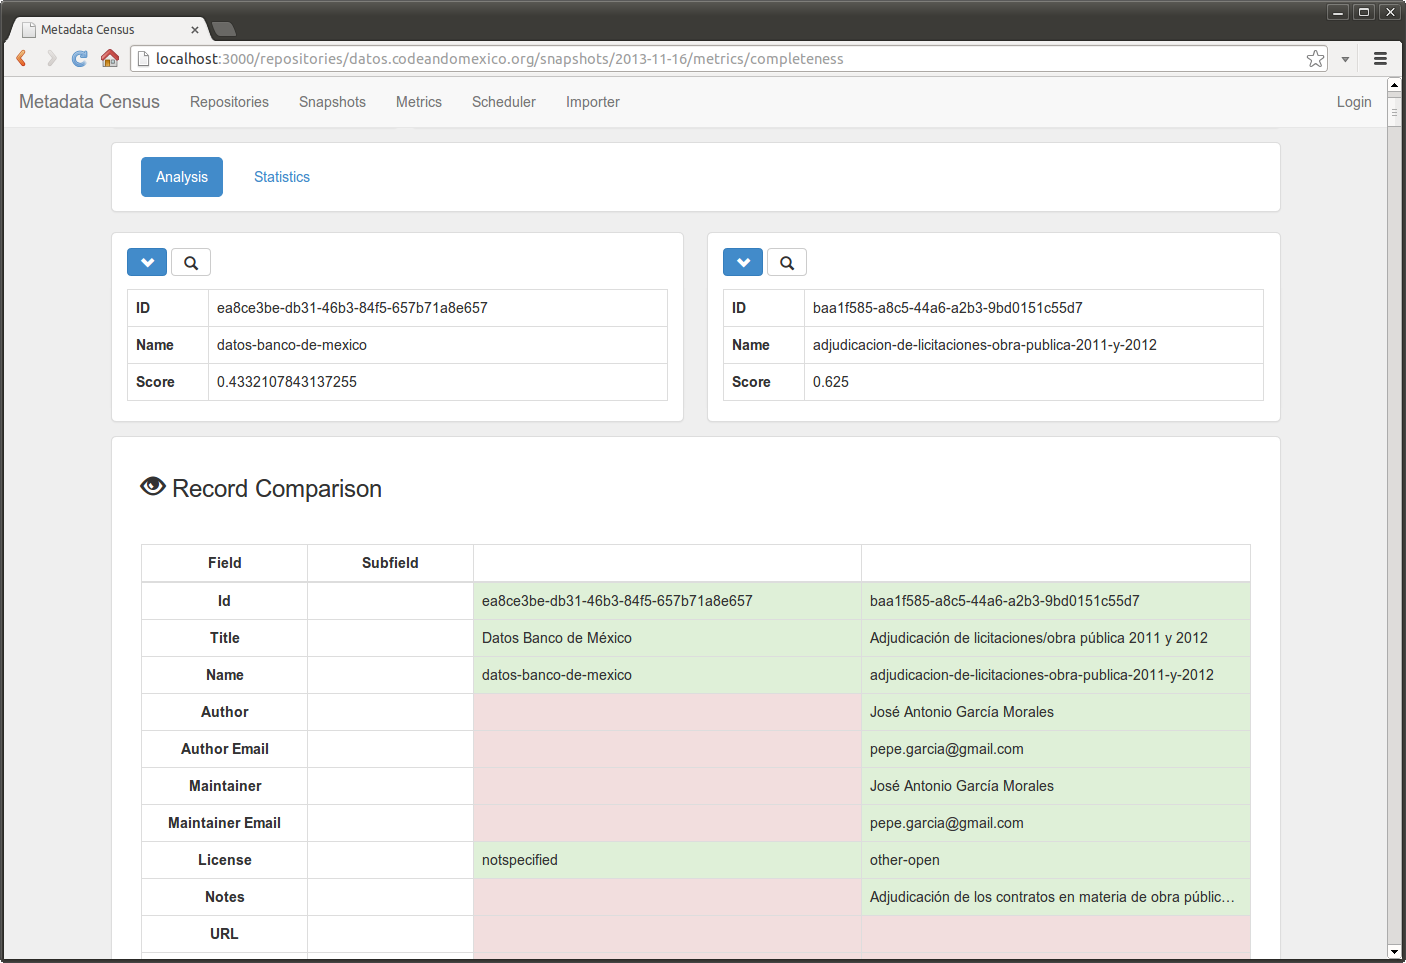 Metadata Census
localhost:3000/repositories/datos.codeandomexico.org/snapshots/2013-11-16/metrics/completeness
Metadata Census Repositories Snapshots Metrics Scheduler Importer Login
Analysis Statistics
ID ea8ce3be-db31-46b3-84f5-657b71a8e657
Name datos-banco-de-mexico
Score 0.4332107843137255
ID baa1f585-a8c5-44a6-a2b3-9bd0151c55d7
Name adjudicacion-de-licitaciones-obra-publica-2011-y-2012
Score 0.625
Record Comparison
Field Subfield
Id ea8ce3be-db31-46b3-84f5-657b71a8e657 baa1f585-a8c5-44a6-a2b3-9bd0151c55d7
Title Datos Banco de México Adjudicación de licitaciones/obra pública 2011 y 2012
Name datos-banco-de-mexico adjudicacion-de-licitaciones-obra-publica-2011-y-2012
Author José Antonio García Morales
Author Email pepe.garcia@gmail.com
Maintainer José Antonio García Morales
Maintainer Email pepe.garcia@gmail.com
License notspecified other-open
Notes Adjudicación de los contratos en materia de obra públic…
URL